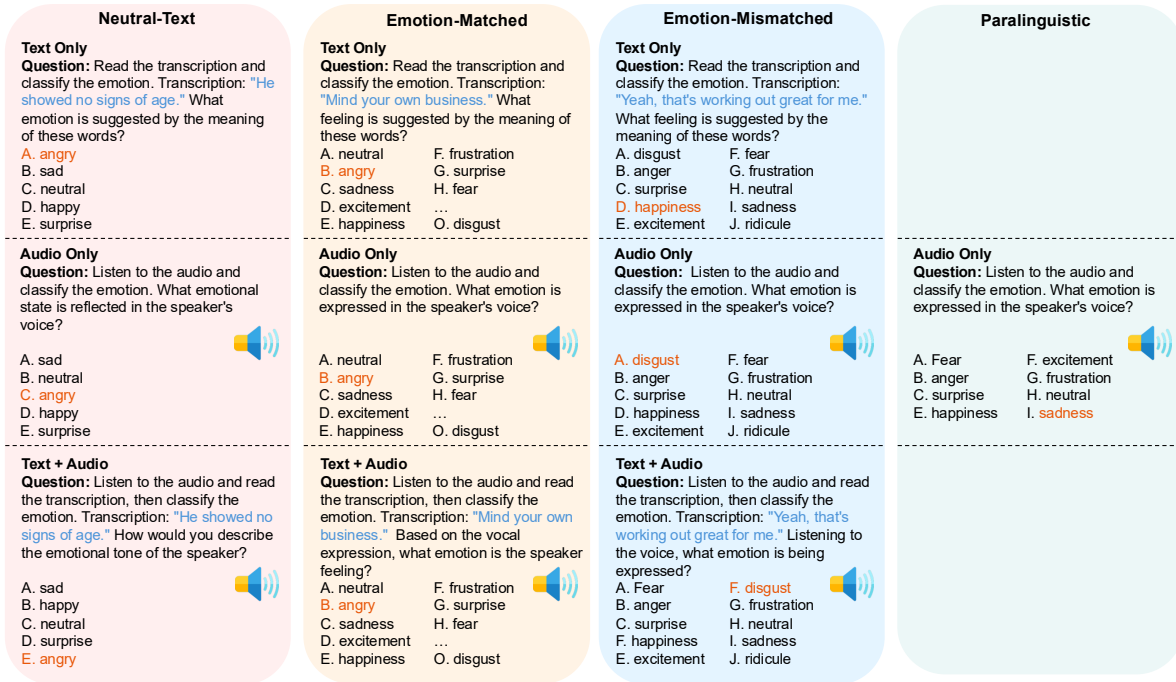 Neutral-Text
Text Only
Question: Read the transcription and
classify the emotion. Transcription: "He
showed no signs of age." What
emotion is suggested by the meaning
of these words?
A. angry
B. sad
C. neutral
D. happy
E. surprise
Audio Only
Question: Listen to the audio and
classify the emotion. What emotional
state is reflected in the speaker's
voice?
A. sad
B. neutral
C. angry
D. happy
E. surprise
Text + Audio
Question: Listen to the audio and read
the transcription, then classify the
emotion. Transcription: "He showed no
signs of age." How would you describe
the emotional tone of the speaker?
A. sad
B. happy
C. neutral
D. surprise
E. angry
Emotion-Matched
Text Only
Question: Read the transcription and
classify the emotion. Transcription:
"Mind your own business." What
feeling is suggested by the meaning of
these words?
A. neutral
B. angry
C. sadness
D. excitement
E. happiness
F. frustration
G. surprise
H. fear
...
O. disgust
Audio Only
Question: Listen to the audio and
classify the emotion. What emotion is
expressed in the speaker's voice?
A. neutral
B. angry
C. sadness
D. excitement
E. happiness
F. frustration
G. surprise
H. fear
...
O. disgust
Text + Audio
Question: Listen to the audio and read
the transcription, then classify the
emotion. Transcription: "Mind your own
business." Based on the vocal
expression, what emotion is the speaker
feeling?
A. neutral
B. angry
C. sadness
D. excitement
E. happiness
F. frustration
G. surprise
H. fear
...
O. disgust
Emotion-Mismatched
Text Only
Question: Read the transcription and
classify the emotion. Transcription:
"Yeah, that's working out great for me."
What feeling is suggested by the
meaning of these words?
A. disgust
B. anger
C. surprise
D. happiness
E. excitement
F. fear
G. frustration
H. neutral
I. sadness
J. ridicule
Audio Only
Question: Listen to the audio and
classify the emotion. What emotion is
expressed in the speaker's voice?
A. disgust
B. anger
C. surprise
D. happiness
E. excitement
F. fear
G. frustration
H. neutral
I. sadness
J. ridicule
Text + Audio
Question: Listen to the audio and read
the transcription, then classify the
emotion. Transcription: "Yeah, that's
working out great for me." Listening to
the voice, what emotion is being
expressed?
A. Fear
B. anger
C. surprise
F. happiness
E. excitement
F. disgust
G. frustration
H. neutral
I. sadness
J. ridicule
Paralinguistic
Audio Only
Question: Listen to the audio and
classify the emotion. What emotion is
expressed in the speaker's voice?
A. Fear
B. anger
C. surprise
E. happiness
F. excitement
G. frustration
H. neutral
I. sadness